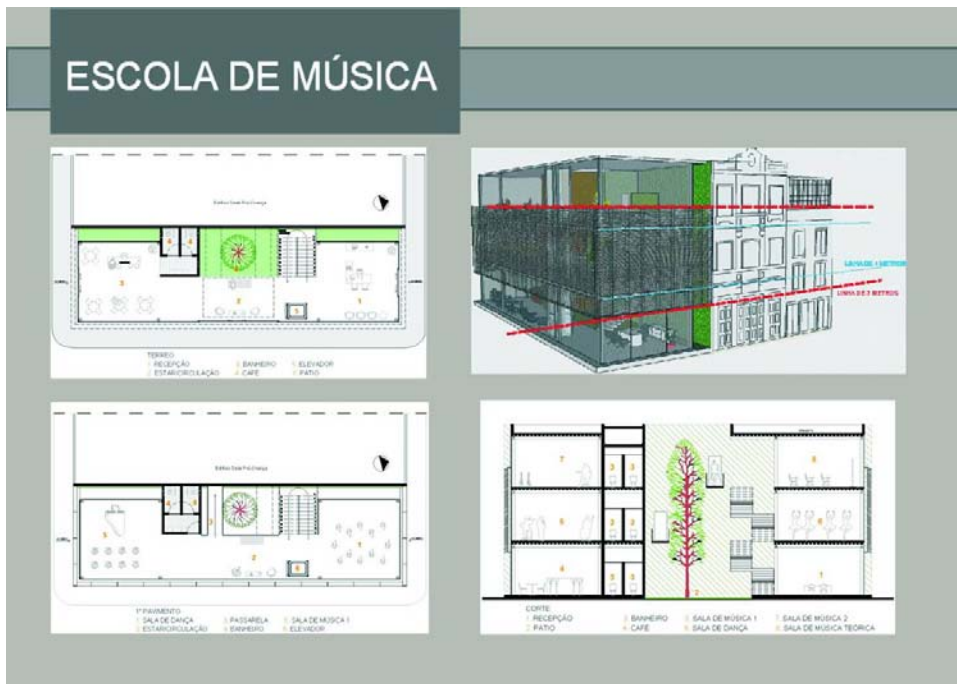 ESCOLA DE MÚSICA
TERREO
1 RECEPÇÃO 3 BANHEIRO 5 ELEVADOR
2 ESTAR/CIRCULAÇÃO 4 CAFÉ PATIO
LINHA DE 3 METROS
1º PAVIMENTO
1 SALA DE DANÇA 3 PASSARELA 5 SALA DE MÚSICA 1
2 ESTAR/CIRCULAÇÃO BANHEIRO 6 ELEVADOR
CORTE
1 RECEPÇÃO 3 BANHEIRO 5 SALA DE MÚSICA 1 7 SALA DE MÚSICA 2
2 PATIO 4 CAFÉ 6 SALA DE DANÇA 8 SALA DE MÚSICA TEÓRICA